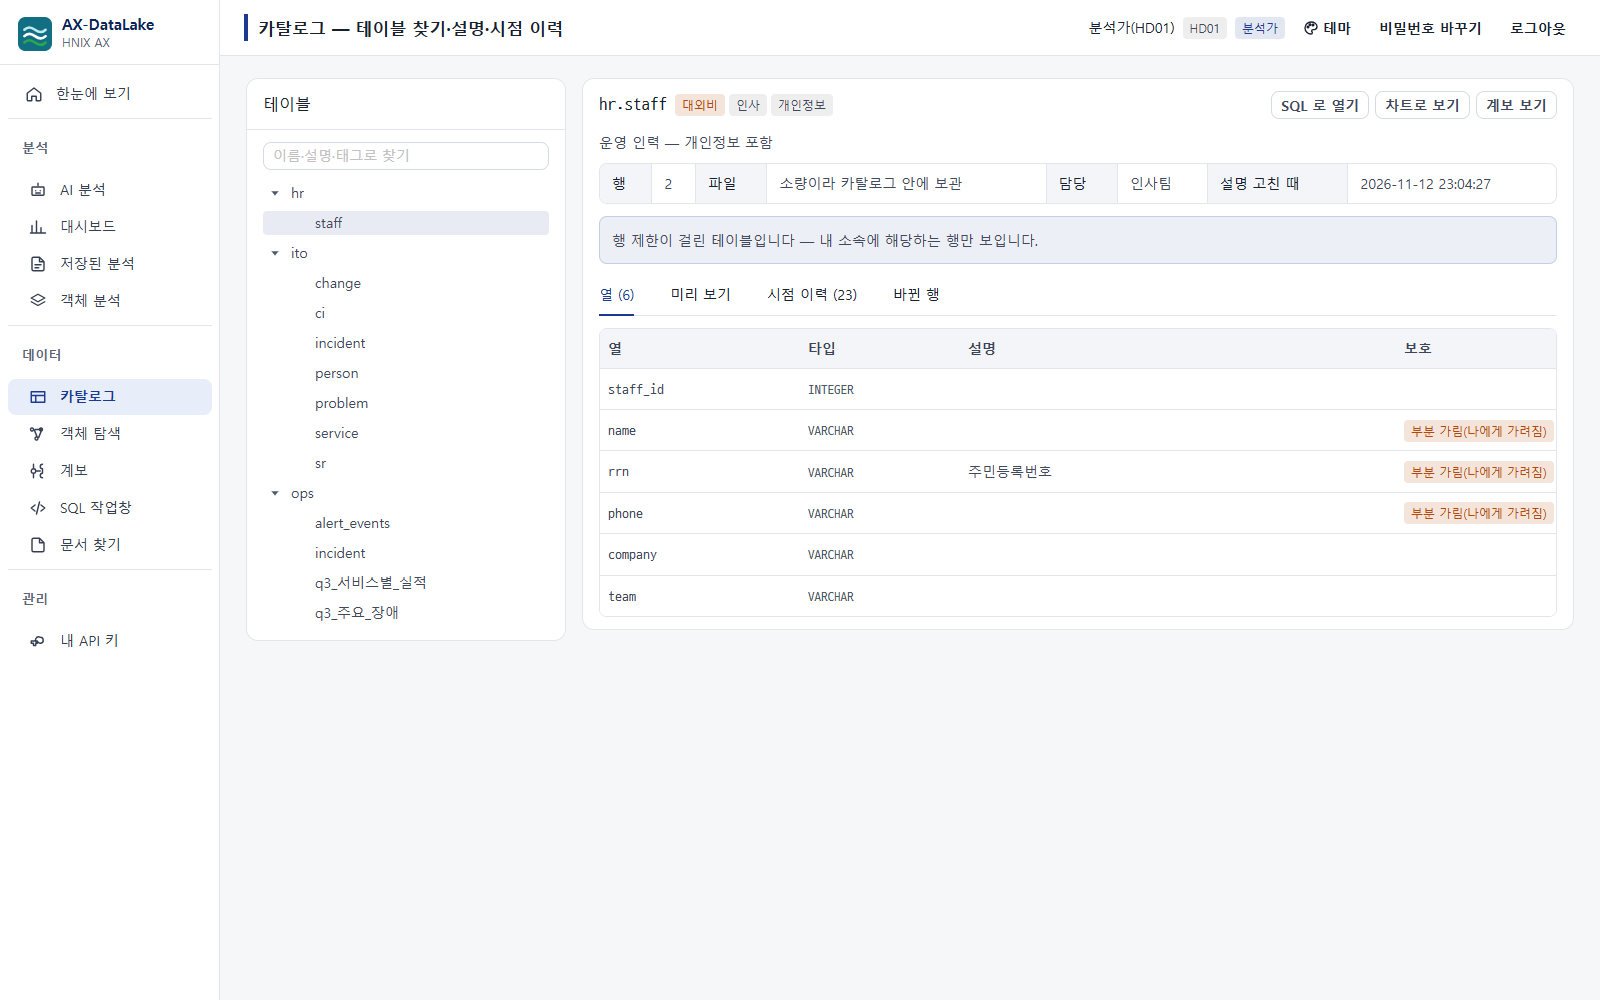 AX-DataLake
HNIX AX
한눈에 보기
분석
AI 분석
대시보드
저장된 분석
객체 분석
데이터
카탈로그
객체 탐색
계보
SQL 작업창
문서 찾기
관리
내 API 키
카탈로그 — 테이블 찾기·설명·시점 이력
분석가(HD01) HD01 분석가 테마 비밀번호 바꾸기 로그아웃
테이블
이름·설명·태그로 찾기
hr
staff
ito
change
ci
incident
person
problem
service
sr
ops
alert_events
incident
q3_서비스별_실적
q3_주요_장애
hr.staff 대외비 인사 개인정보
SQL 로 열기 차트로 보기 계보 보기
운영 인력 — 개인정보 포함
행 2 파일 소량이라 카탈로그 안에 보관 담당 인사팀 설명 고친 때 2026-11-12 23:04:27
행 제한이 걸린 테이블입니다 — 내 소속에 해당하는 행만 보입니다.
열 (6) 미리 보기 시점 이력 (23) 바뀐 행
열 타입 설명 보호
staff_id INTEGER
name VARCHAR 부분 가림(나에게 가려짐)
rrn VARCHAR 주민등록번호 부분 가림(나에게 가려짐)
phone VARCHAR 부분 가림(나에게 가려짐)
company VARCHAR
team VARCHAR